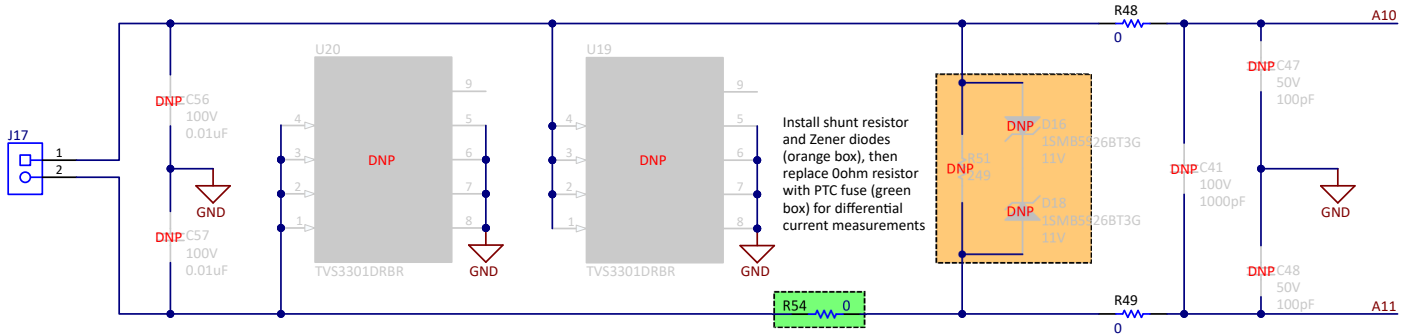 R48
0
A10
U20
U19
DNP C47
50V
100pF
DNP C56
100V
0.01uF
9
9
4
5
4
5
Install shunt resistor
and Zener diodes
(orange box), then
replace 0ohm resistor
with PTC fuse (green
box) for differential
current measurements
DNP D16
1SMB5926BT3G
11V
J17
1
2
3
DNP
6
3
DNP
6
DNP R51
249
DNP C41
100V
1000pF
2
7
2
7
GND
GND
DNP D18
1SMB5926BT3G
11V
1
8
1
8
DNP C57
100V
0.01uF
GND
GND
TVS3301DRBR
TVS3301DRBR
DNP C48
50V
100pF
R54
0
R49
0
A11